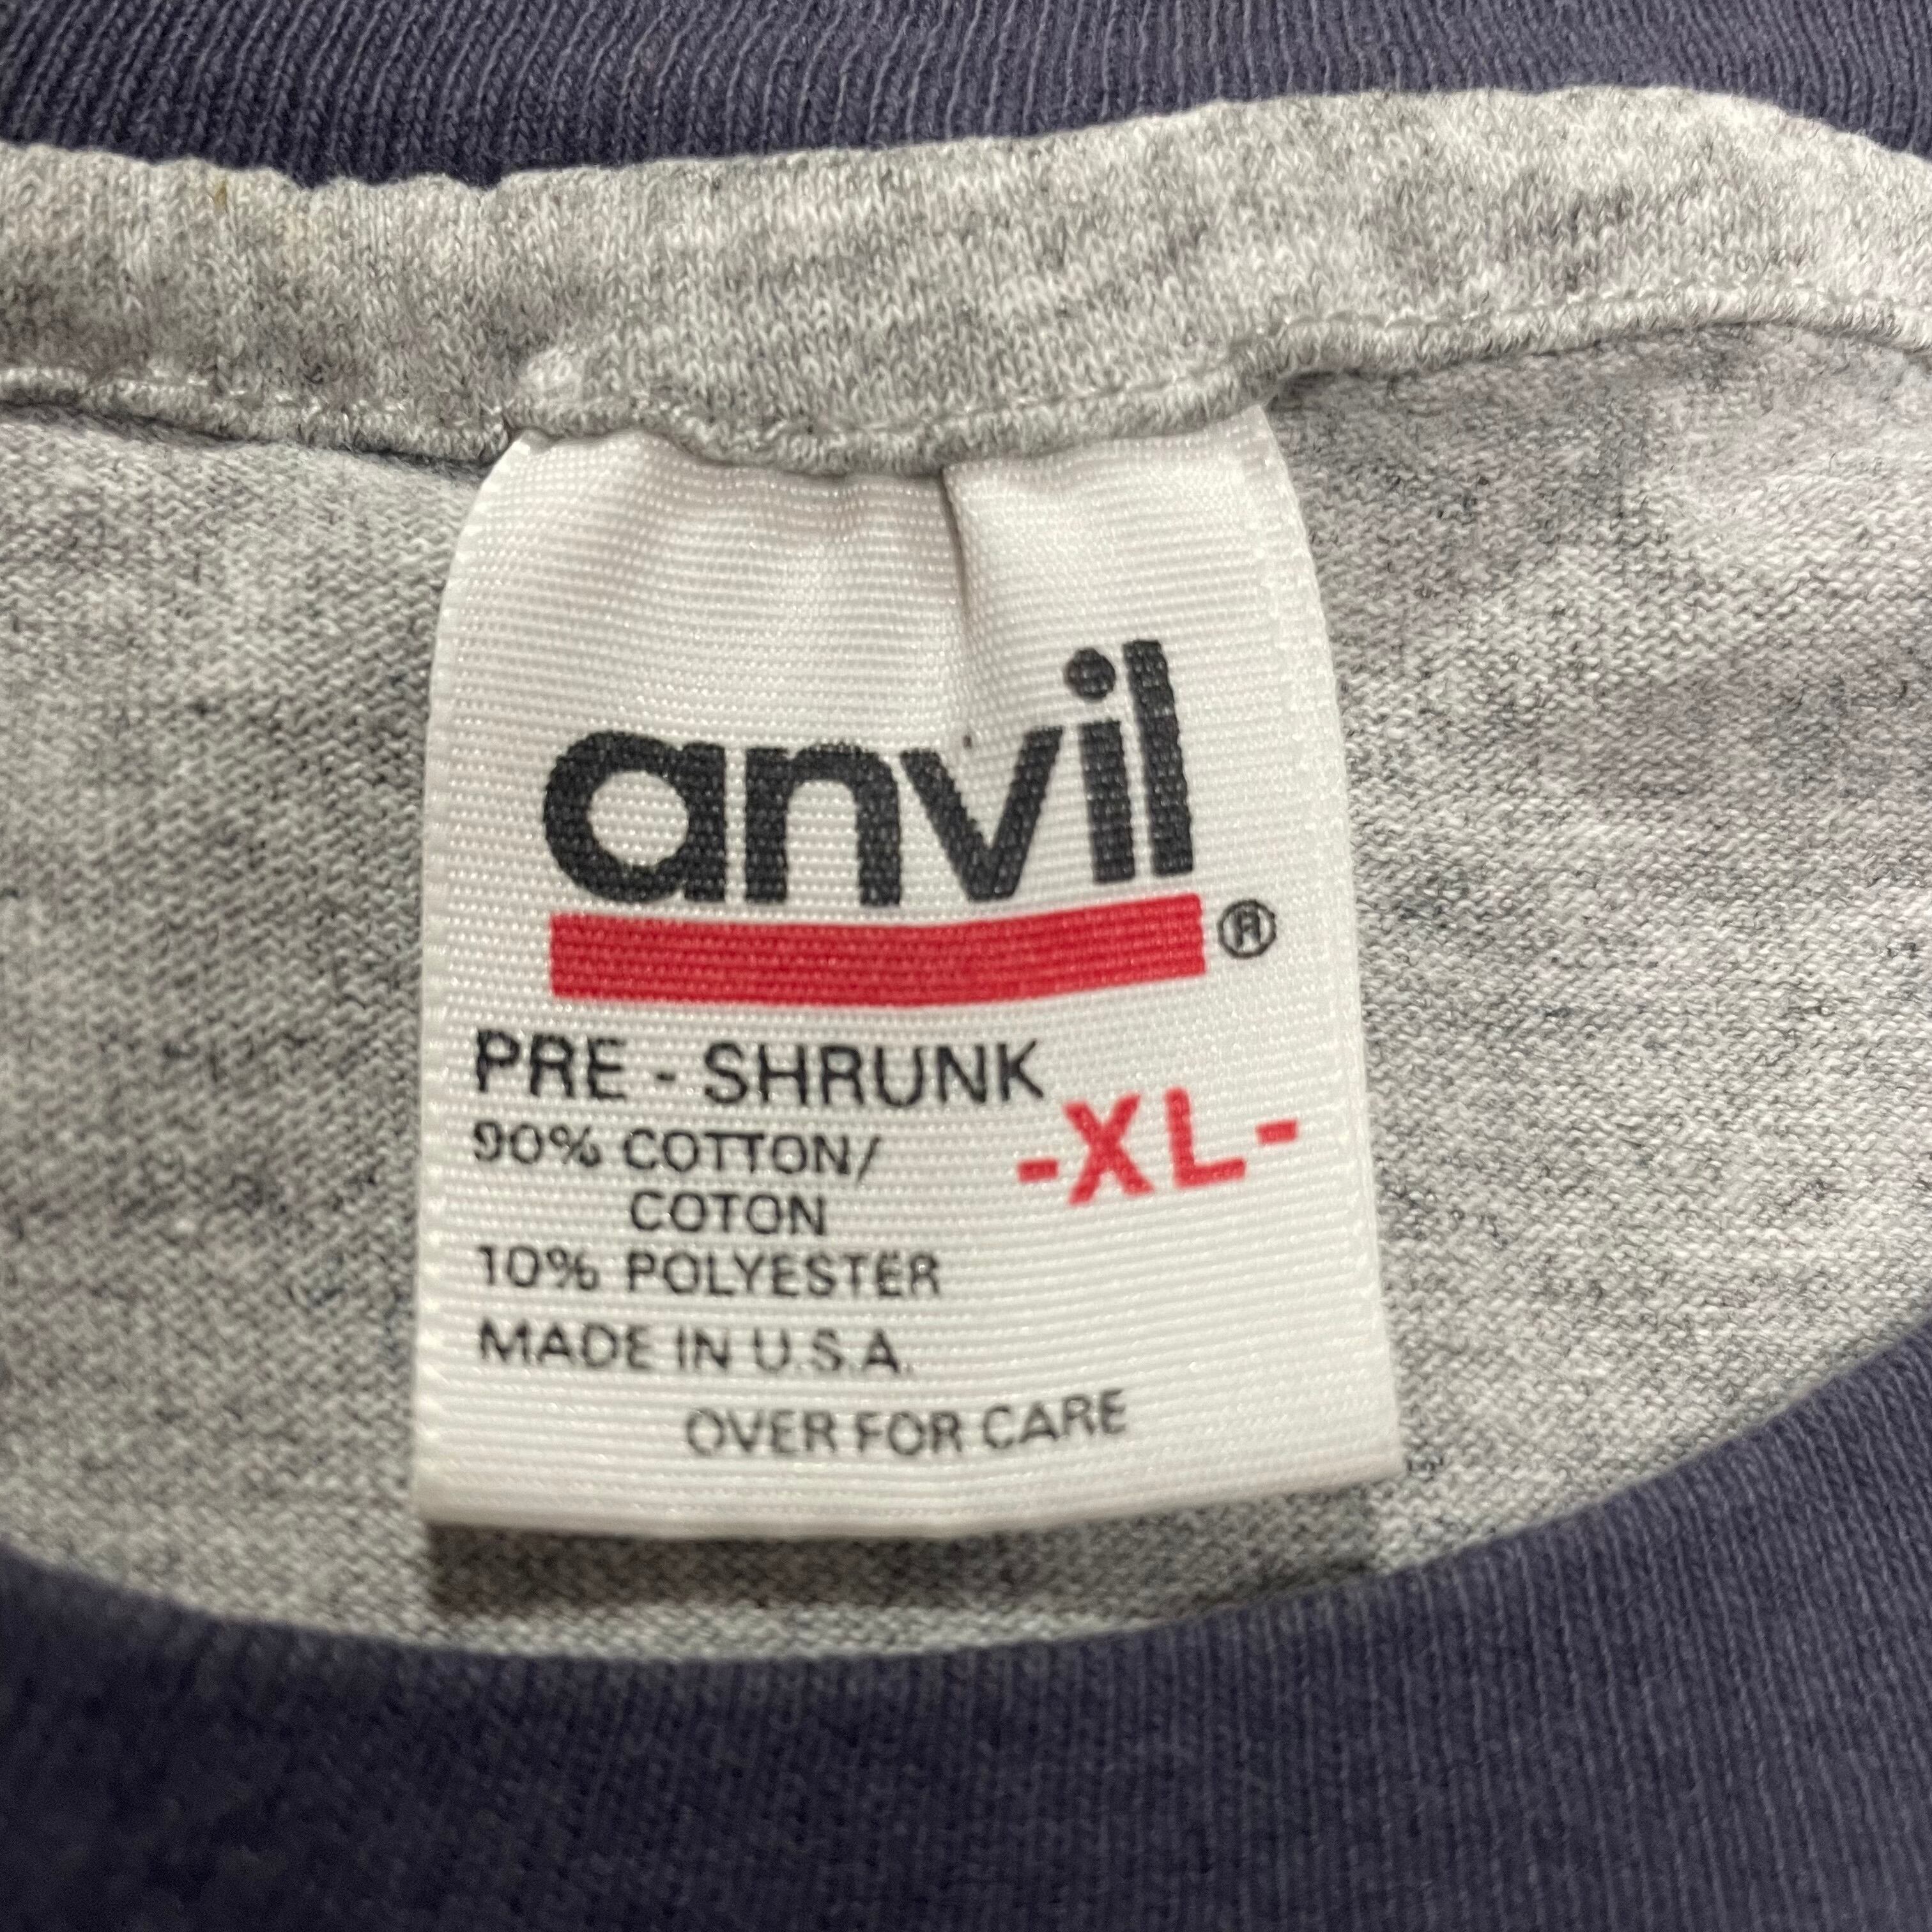 anvil®
PRE - SHRUNK
90% COTTON/
COTON
-XL-
10% POLYESTER
MADE IN U.S.A.
OVER FOR CARE